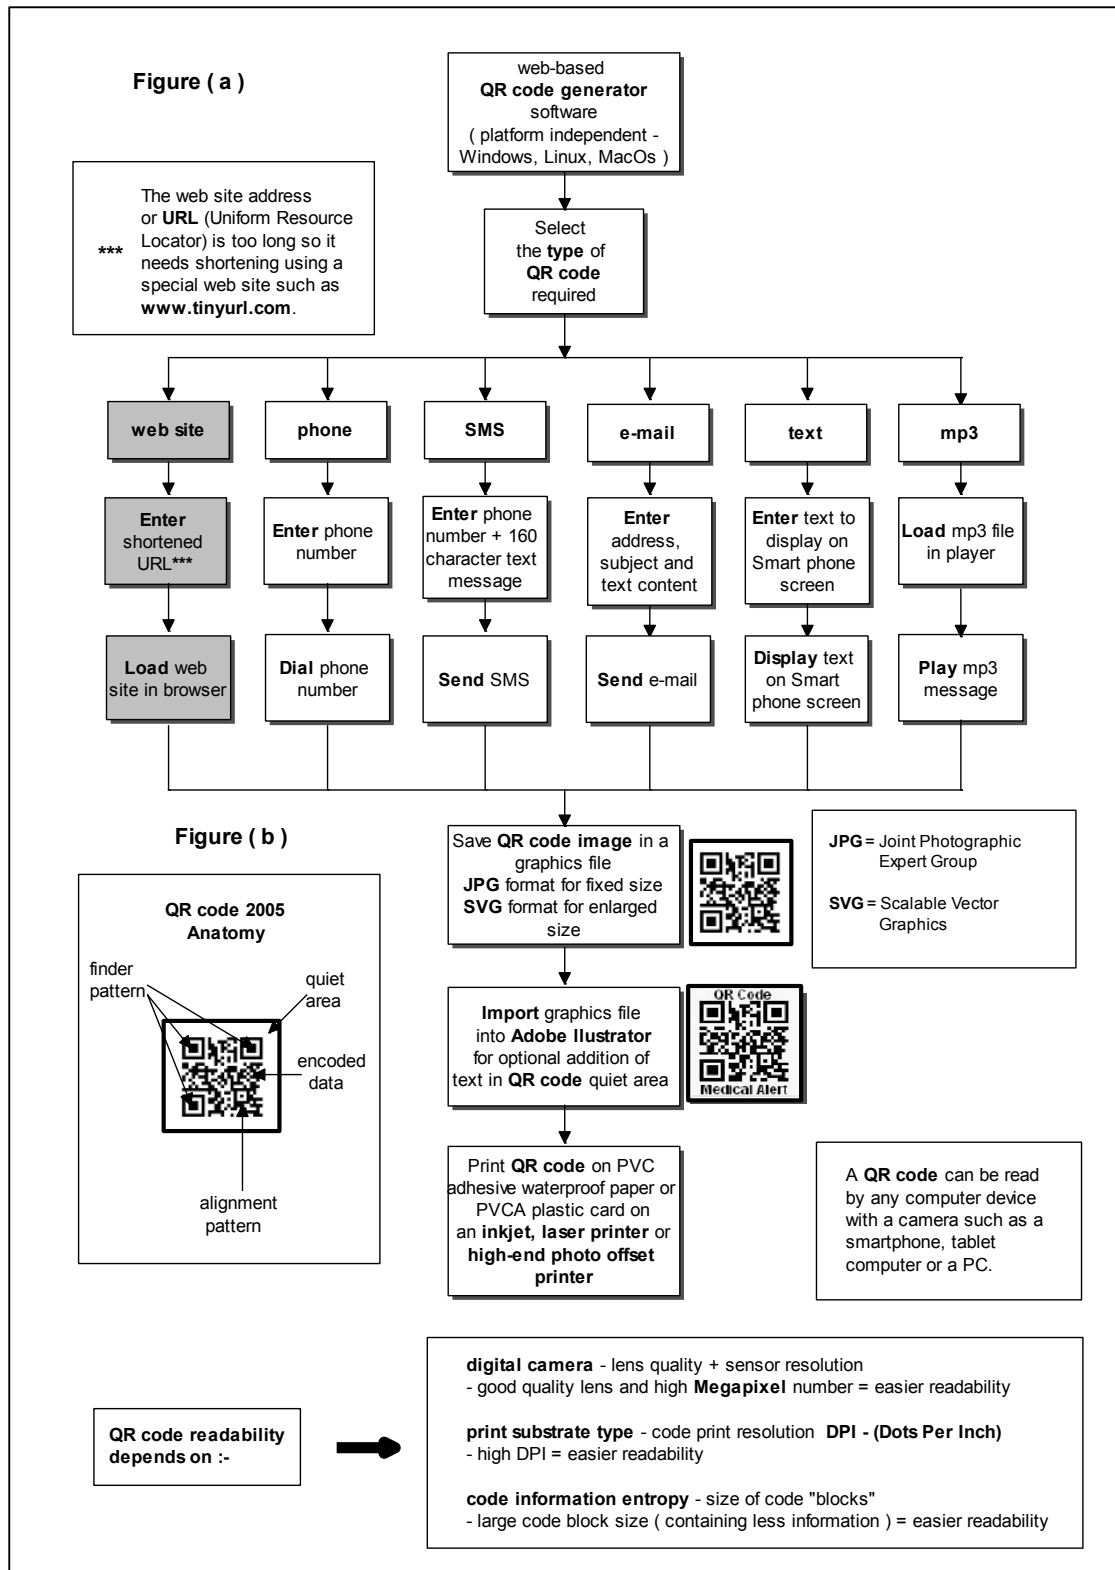 Figure ( a )
web-based
QR code generator
software
( platform independent -
Windows, Linux, MacOs )
The web site address
or URL (Uniform Resource
Locator) is too long so it
*** needs shortening using a
special web site such as
www.tinyurl.com.
Select
the type of
QR code
required
web site
phone
SMS
e-mail
text
mp3
Enter
shortened
URL***
Enter phone
number
Enter phone
number + 160
character text
message
Enter
address,
subject and
text content
Enter text to
display on
Smart phone
screen
Load mp3 file
in player
Load web
site in browser
Dial phone
number
Send SMS
Send e-mail
Display text
on Smart
phone screen
Play mp3
message
Figure ( b )
QR code 2005
Anatomy
finder
pattern
quiet
area
encoded
data
alignment
pattern
Save QR code image in a
graphics file
JPG format for fixed size
SVG format for enlarged
size
JPG = Joint Photographic
Expert Group
SVG = Scalable Vector
Graphics
Import graphics file
into Adobe Ilustrator
for optional addition of
text in QR code quiet area
QR Code
Medical Alert
Print QR code on PVC
adhesive waterproof paper or
PVCA plastic card on
an inkjet, laser printer or
high-end photo offset
printer
A QR code can be read
by any computer device
with a camera such as a
smartphone, tablet
computer or a PC.
QR code readability
depends on :-
digital camera - lens quality + sensor resolution
- good quality lens and high Megapixel number = easier readability
print substrate type - code print resolution DPI - (Dots Per Inch)
- high DPI = easier readability
code information entropy - size of code "blocks"
- large code block size ( containing less information ) = easier readability